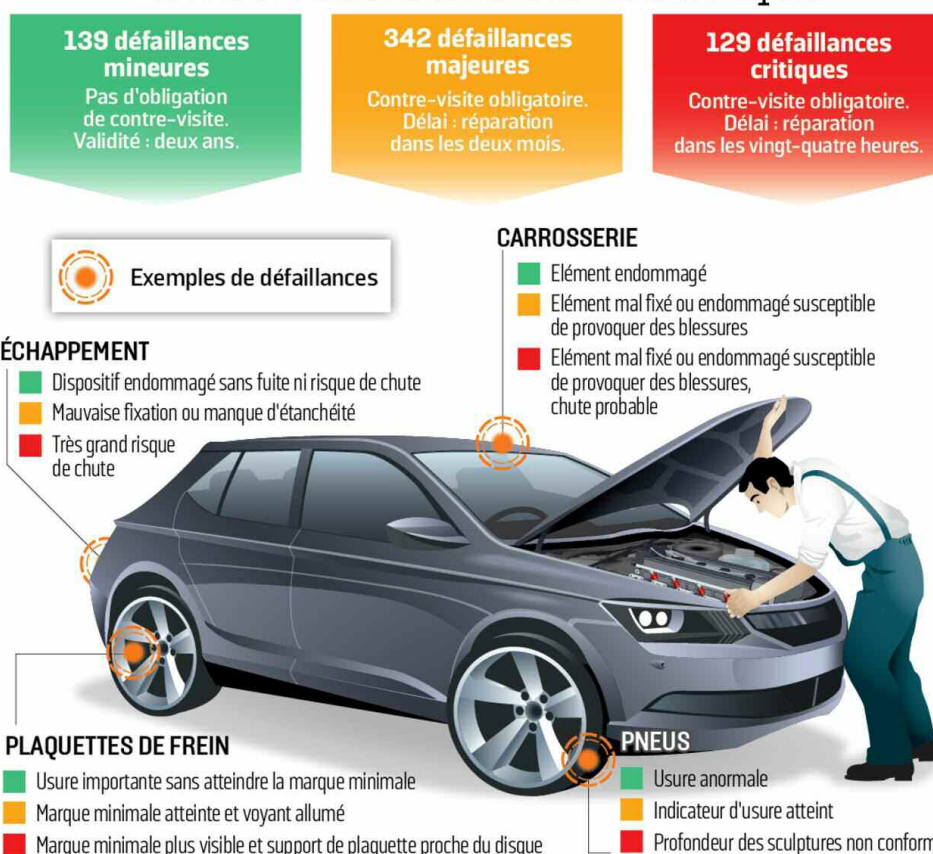 139 défaillances
mineures
Pas d'obligation
de contre-visite.
Validité : deux ans.
342 défaillances
majeures
Contre-visite obligatoire.
Délai : réparation
dans les deux mois.
129 défaillances
critiques
Contre-visite obligatoire.
Délai : réparation
dans les vingt-quatre heures.
Exemples de défaillances
CARROSSERIE
Elément endommagé
Elément mal fixé ou endommagé susceptible
de provoquer des blessures
Elément mal fixé ou endommagé susceptible
de provoquer des blessures,
chute probable
ÉCHAPPEMENT
Dispositif endommagé sans fuite ni risque de chute
Mauvaise fixation ou manque d'étanchéité
Très grand risque
de chute
PLAQUETTES DE FREIN
Usure importante sans atteindre la marque minimale
Marque minimale atteinte et voyant allumé
Marque minimale plus visible et support de plaquette proche du disque
PNEUS
Usure anormale
Indicateur d'usure atteint
Profondeur des sculptures non conform